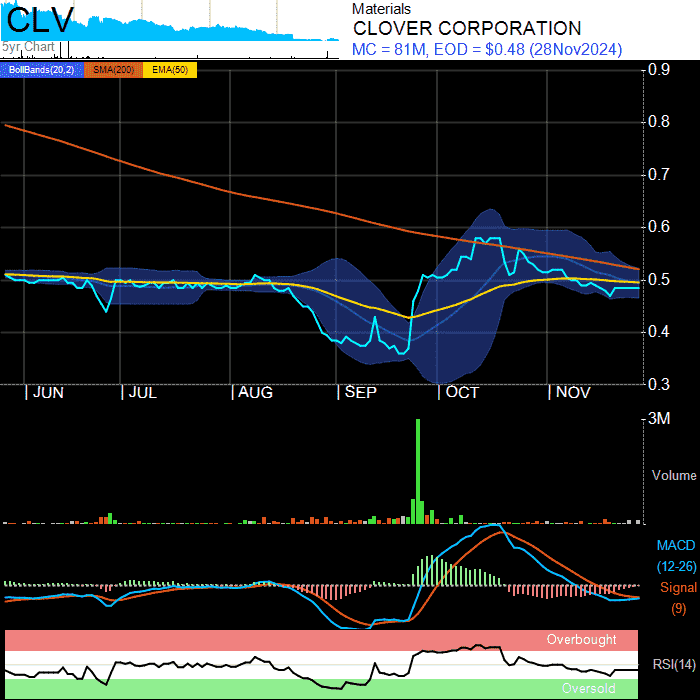 CLV
5yr.Chart
Materials
CLOVER CORPORATION
MC = 81M, EOD = $0.48 (28Nov2024)
BollBands(20,2) SMA(200) EMA(50)
0.9
0.8
0.7
0.6
0.5
0.4
0.3
JUN JUL AUG SEP OCT NOV
3M
Volume
MACD
(12-26)
Signal
(9)
Overbought
RSI(14)
Oversold